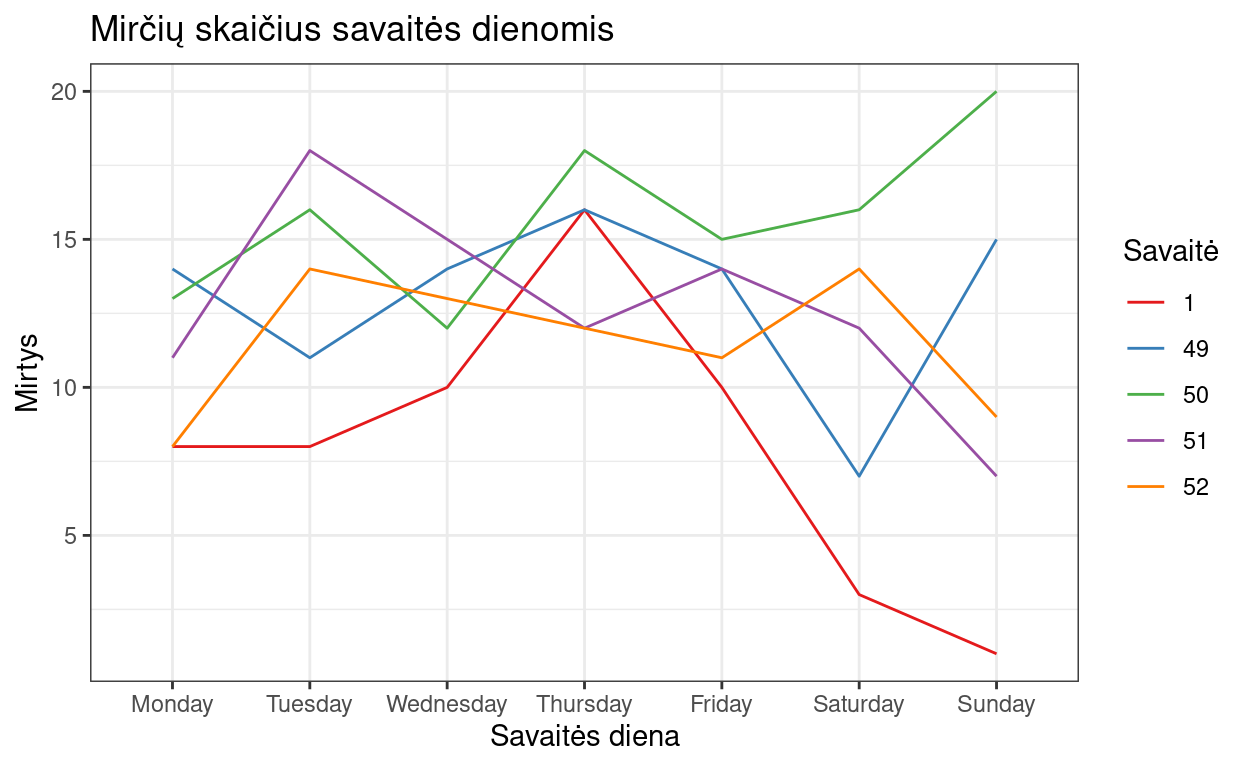 Mirčių skaičius savaitės dienomis
Mirtys
20
15
10
5
Monday Tuesday Wednesday Thursday Friday Saturday Sunday
Savaitės diena
Savaitė
1
49
50
51
52